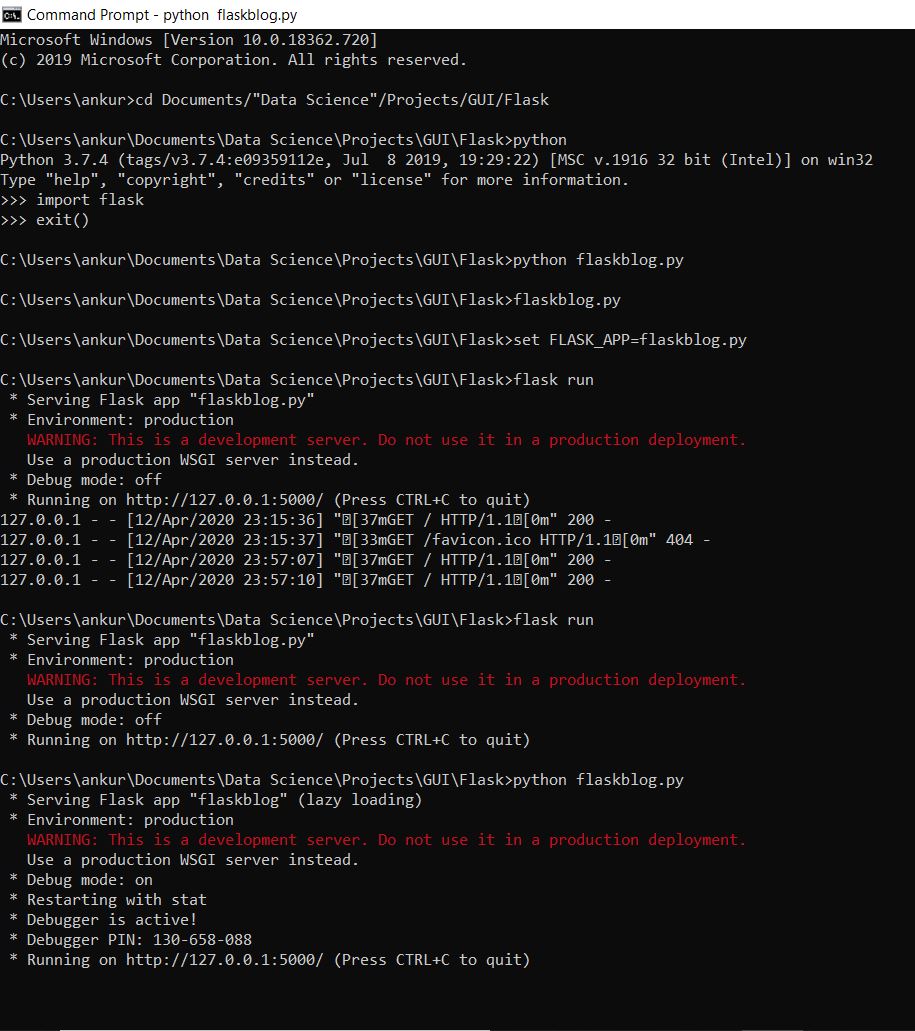 Command Prompt - python  flaskblog.py
Microsoft Windows [Version 10.0.18362.720]
(c) 2019 Microsoft Corporation. All rights reserved.
C:\Users\ankur>cd Documents/"Data Science"/Projects/GUI/Flask
C:\Users\ankur\Documents\Data Science\Projects\GUI\Flask>python
Python 3.7.4 (tags/v3.7.4:e09359112e, Jul  8 2019, 19:29:22) [MSC v.1916 32 bit (Intel)] on win32
Type "help", "copyright", "credits" or "license" for more information.
>>> import flask
>>> exit()
C:\Users\ankur\Documents\Data Science\Projects\GUI\Flask>python flaskblog.py
C:\Users\ankur\Documents\Data Science\Projects\GUI\Flask>flaskblog.py
C:\Users\ankur\Documents\Data Science\Projects\GUI\Flask>set FLASK_APP=flaskblog.py
C:\Users\ankur\Documents\Data Science\Projects\GUI\Flask>flask run
 * Serving Flask app "flaskblog.py"
 * Environment: production
   WARNING: This is a development server. Do not use it in a production deployment.
   Use a production WSGI server instead.
 * Debug mode: off
 * Running on http://127.0.0.1:5000/ (Press CTRL+C to quit)
127.0.0.1 - - [12/Apr/2020 23:15:36] "[37mGET / HTTP/1.1[0m" 200 -
127.0.0.1 - - [12/Apr/2020 23:15:37] "[33mGET /favicon.ico HTTP/1.1[0m" 404 -
127.0.0.1 - - [12/Apr/2020 23:57:07] "[37mGET / HTTP/1.1[0m" 200 -
127.0.0.1 - - [12/Apr/2020 23:57:10] "[37mGET / HTTP/1.1[0m" 200 -
C:\Users\ankur\Documents\Data Science\Projects\GUI\Flask>flask run
 * Serving Flask app "flaskblog.py"
 * Environment: production
   WARNING: This is a development server. Do not use it in a production deployment.
   Use a production WSGI server instead.
 * Debug mode: off
 * Running on http://127.0.0.1:5000/ (Press CTRL+C to quit)
C:\Users\ankur\Documents\Data Science\Projects\GUI\Flask>python flaskblog.py
 * Serving Flask app "flaskblog" (lazy loading)
 * Environment: production
   WARNING: This is a development server. Do not use it in a production deployment.
   Use a production WSGI server instead.
 * Debug mode: on
 * Restarting with stat
 * Debugger is active!
 * Debugger PIN: 130-658-088
 * Running on http://127.0.0.1:5000/ (Press CTRL+C to quit)